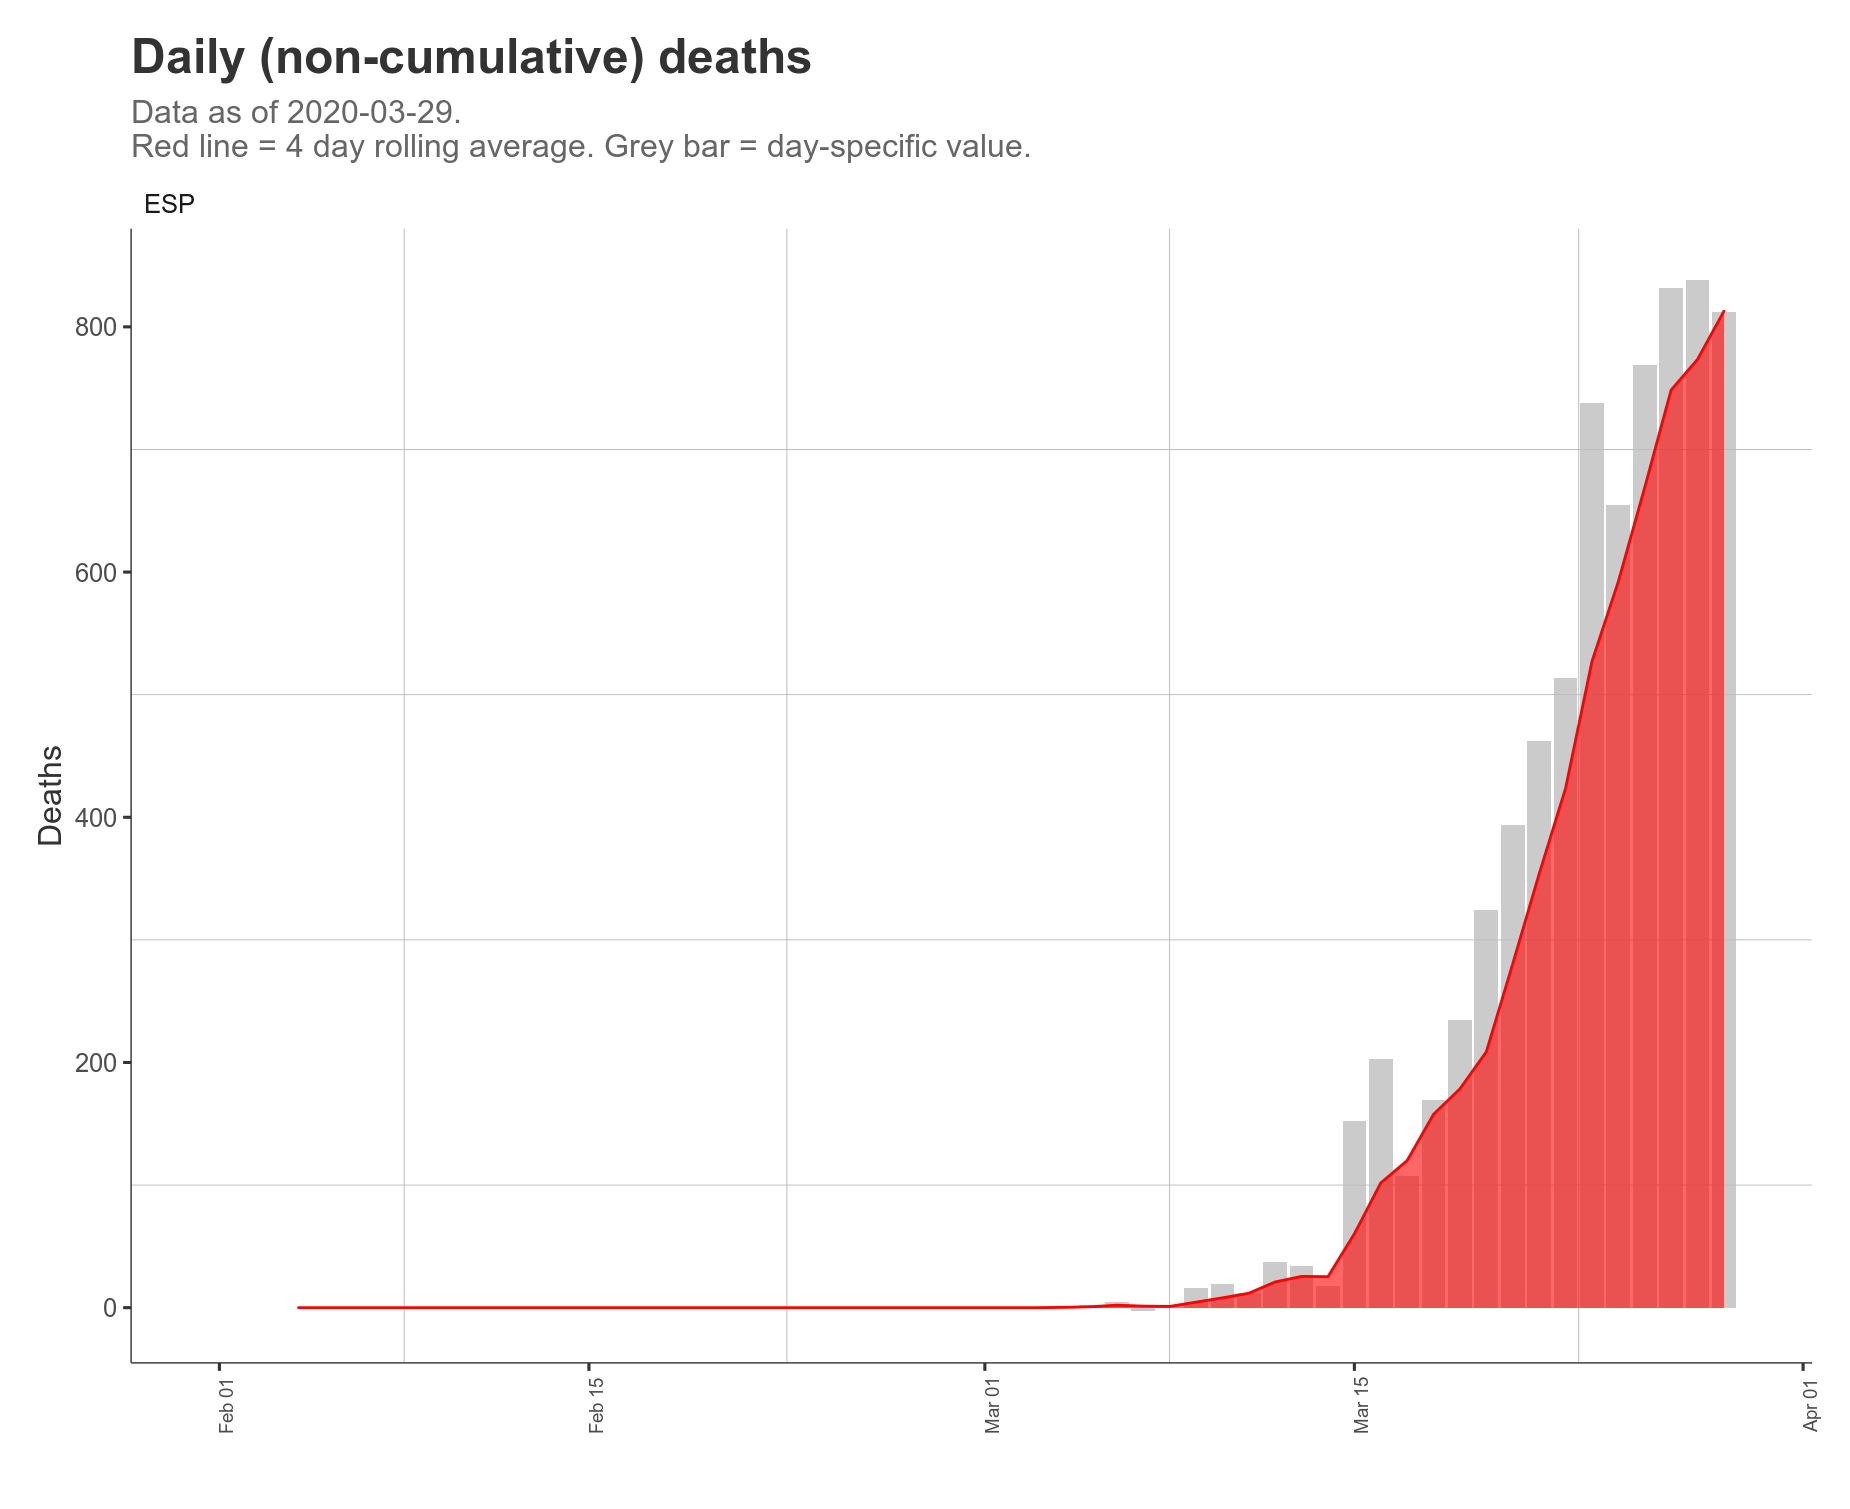 Daily (non-cumulative) deaths
Data as of 2020-03-29.
Red line = 4 day rolling average. Grey bar = day-specific value.
ESP
800
600
400
200
0
Deaths
Feb 01
Feb 15
Mar 01
Mar 15
Apr 01